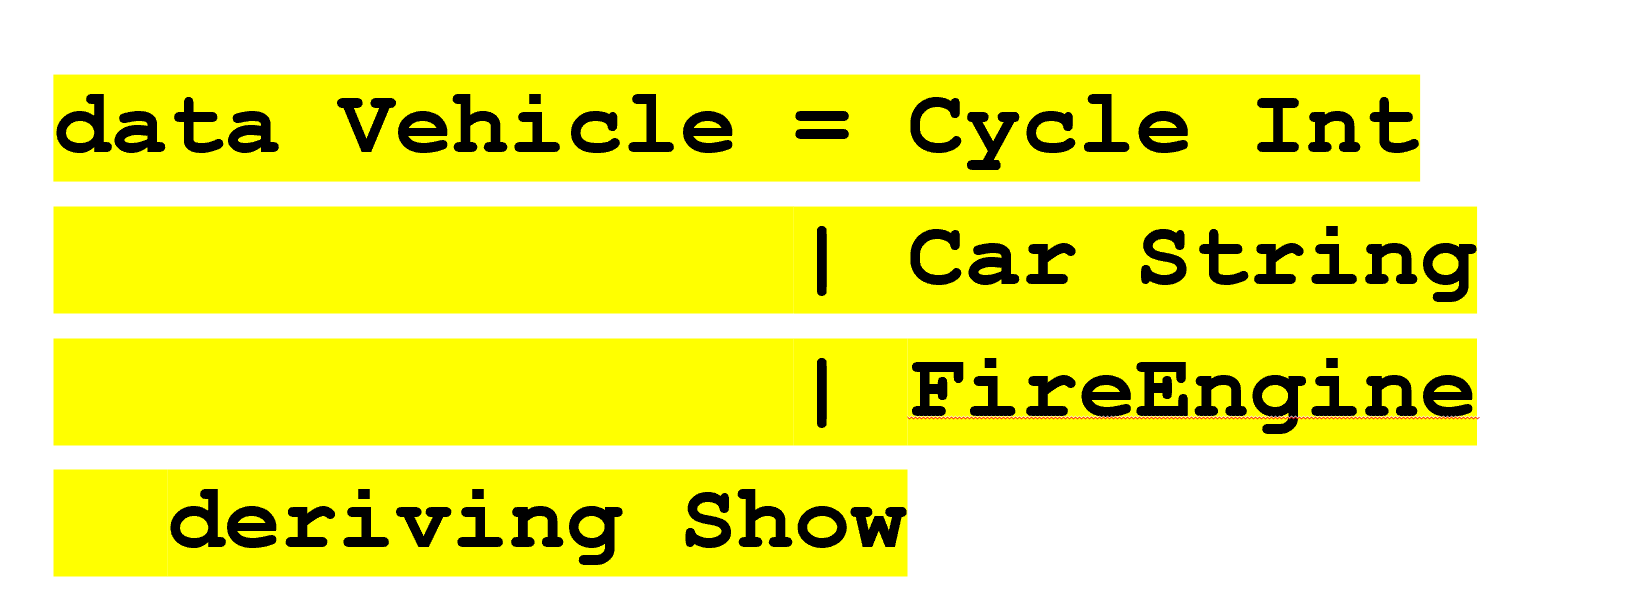 data Vehicle = Cycle Int
             | Car String
             | FireEngine
  deriving Show